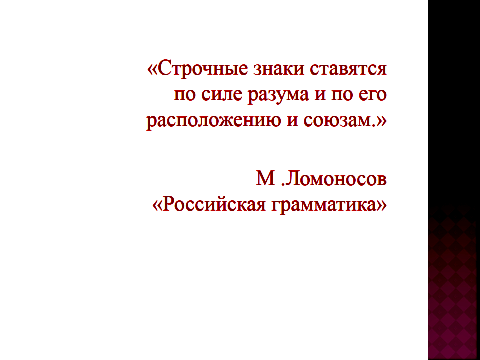 «Строчные знаки ставятся
по силе разума и по его
расположению и союзам.»
М .Ломоносов
«Российская грамматика»